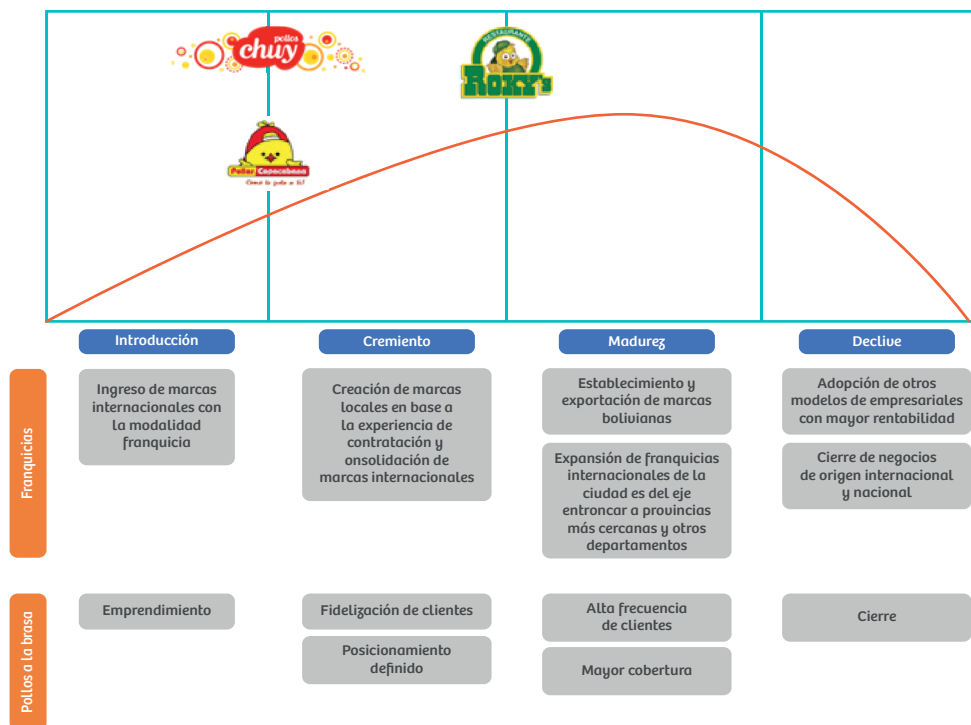 pollos
chuy
RESTAURANTE
ROKY's
Pollos Copacabana
Como le gusta a ti!
Introducción
Cremiento
Madurez
Declive
Franquicias
Ingreso de marcas
internacionales con
la modalidad
franquicia
Creación de marcas
locales en base a
la experiencia de
contratación y
onsolidación de
marcas internacionales
Establecimiento y
exportación de marcas
bolivianas
Expansión de franquicias
internacionales de la
ciudad es del eje
entroncar a provincias
más cercanas y otros
departamentos
Adopción de otros
modelos de empresariales
con mayor rentabilidad
Cierre de negocios
de origen internacional
y nacional
Pollos a la brasa
Emprendimiento
Fidelización de clientes
Posicionamiento
definido
Alta frecuencia
de clientes
Mayor cobertura
Cierre